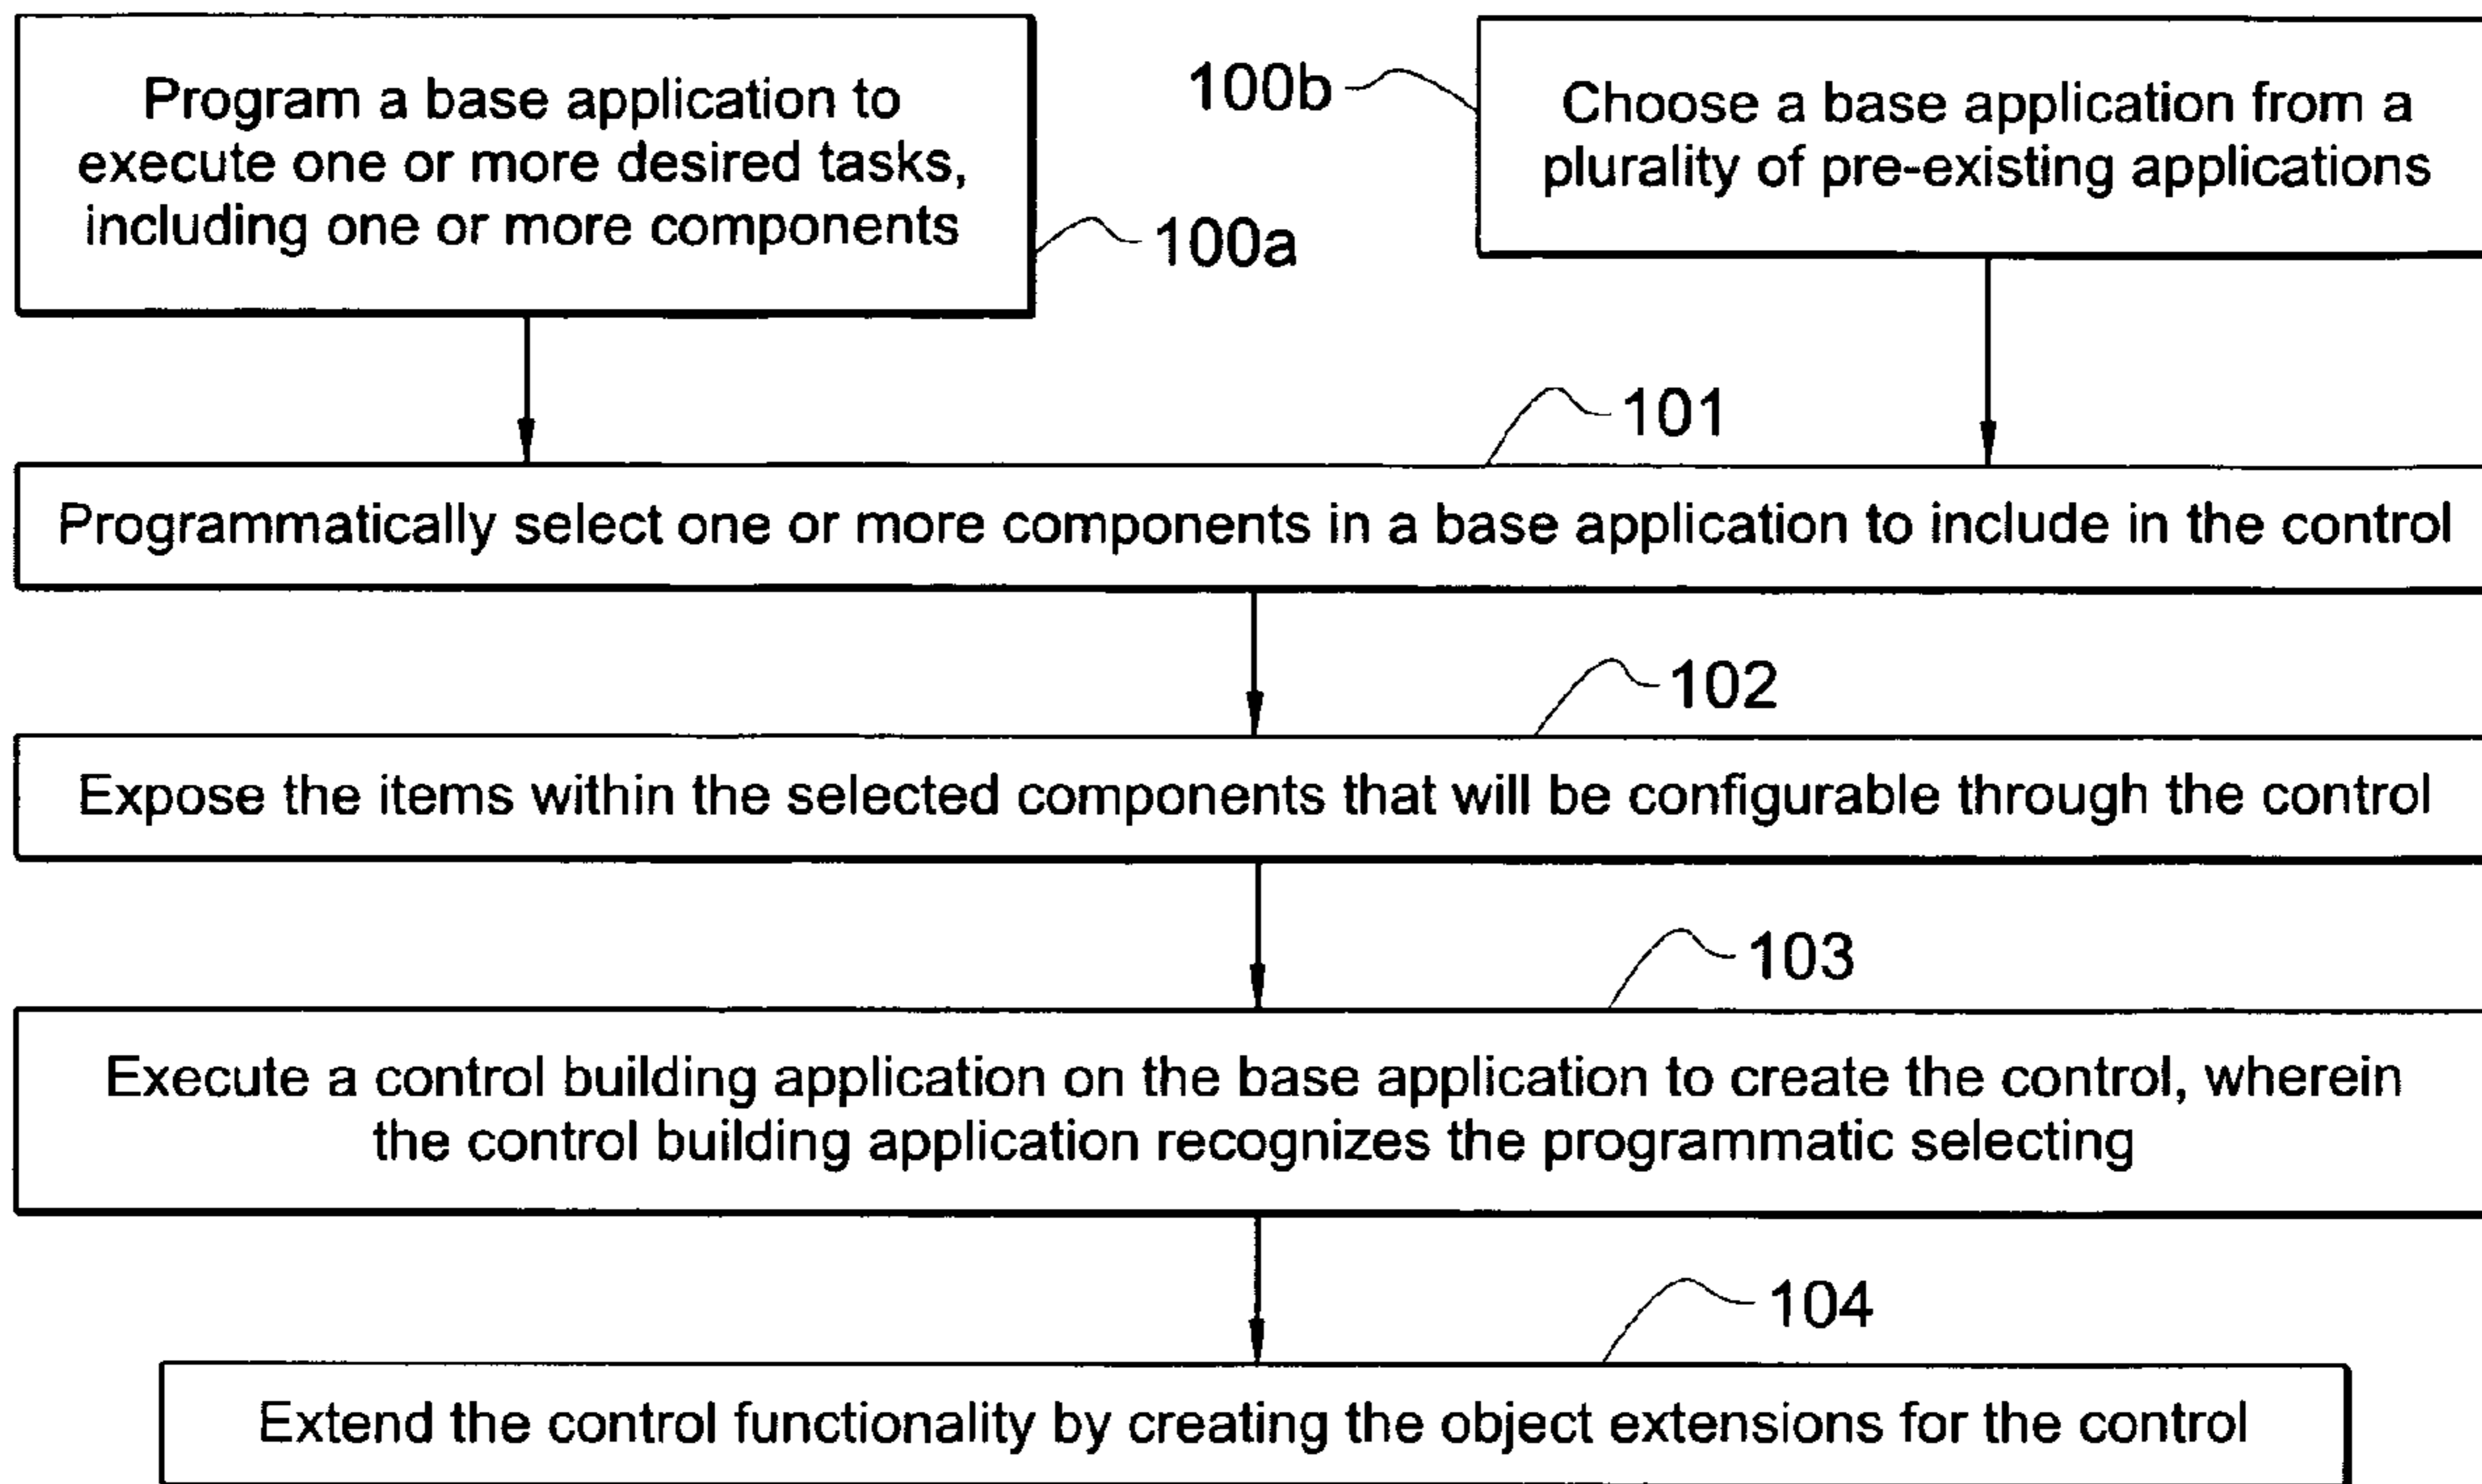 Program a base application to
execute one or more desired tasks,
including one or more components
100a
100b
Choose a base application from a
plurality of pre-existing applications
101
Programmatically select one or more components in a base application to include in the control
102
Expose the items within the selected components that will be configurable through the control
103
Execute a control building application on the base application to create the control, wherein
the control building application recognizes the programmatic selecting
104
Extend the control functionality by creating the object extensions for the control